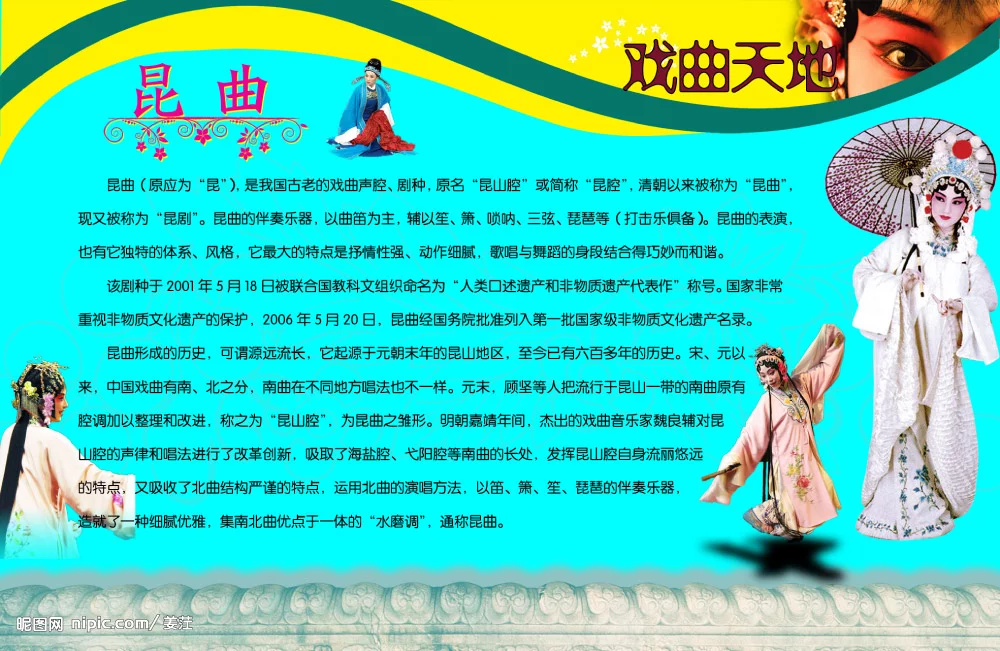 戏曲天地
昆 曲
昆曲（原应为“昆”），是我国古老的戏曲声腔、剧种，原名“昆山腔”或简称“昆腔”，清朝以来被称为“昆曲”，
现又被称为“昆剧”。昆曲的伴奏乐器，以曲笛为主，辅以笙、箫、唢呐、三弦、琵琶等（打击乐俱备）。昆曲的表演，
也有它独特的体系、风格，它最大的特点是抒情性强、动作细腻，歌唱与舞蹈的身段结合得巧妙而和谐。
该剧种于2001年5月18日被联合国教科文组织命名为“人类口述遗产和非物质遗产代表作”称号。国家非常
重视非物质文化遗产的保护，2006年5月20日，昆曲经国务院批准列入第一批国家级非物质文化遗产名录。
昆曲形成的历史，可谓源远流长，它起源于元朝末年的昆山地区，至今已有六百多年的历史。宋、元以
来，中国戏曲有南、北之分，南曲在不同地方唱法也不一样。元末，顾坚等人把流行于昆山一带的南曲原有
腔调加以整理和改进，称之为“昆山腔”，为昆曲之雏形。明朝嘉靖年间，杰出的戏曲音乐家魏良辅对昆
山腔的声律和唱法进行了改革创新，吸取了海盐腔、弋阳腔等南曲的长处，发挥昆山腔自身流丽悠远
的特点，又吸收了北曲结构严谨的特点，运用北曲的演唱方法，以笛、箫、笙、琵琶的伴奏乐器，
造就了一种细腻优雅，集南北曲优点于一体的“水磨调”，通称昆曲。
昵图网 nipic.com/姜茳